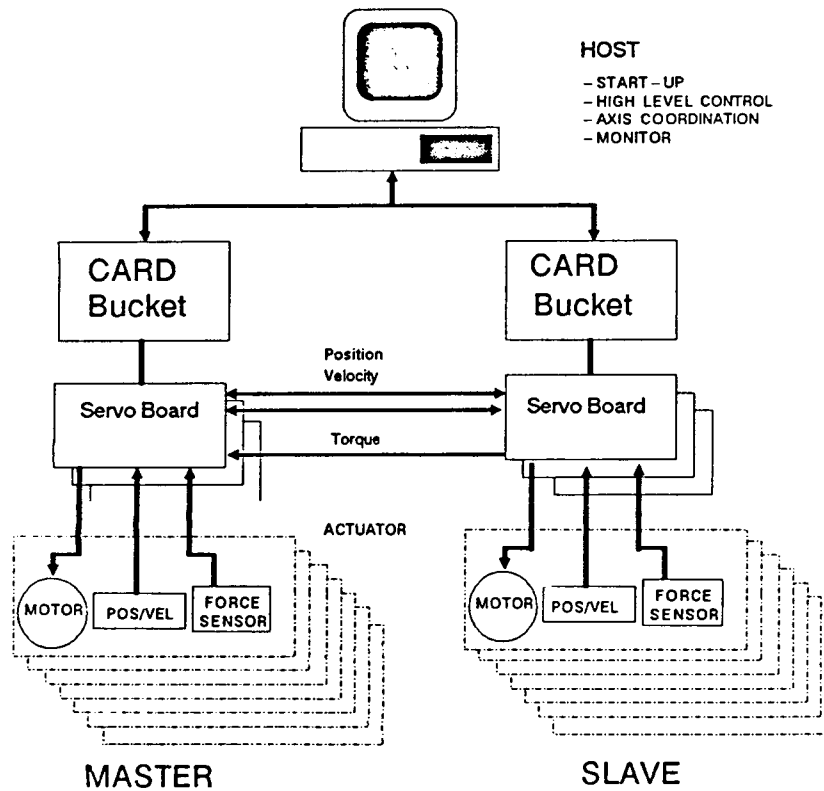 HOST
– START – UP
– HIGH LEVEL CONTROL
– AXIS COORDINATION
– MONITOR
CARD
Bucket
CARD
Bucket
Position
Velocity
Servo Board
Servo Board
Torque
ACTUATOR
MOTOR
POS/VEL
FORCE
SENSOR
MOTOR
POS/VEL
FORCE
SENSOR
MASTER
SLAVE